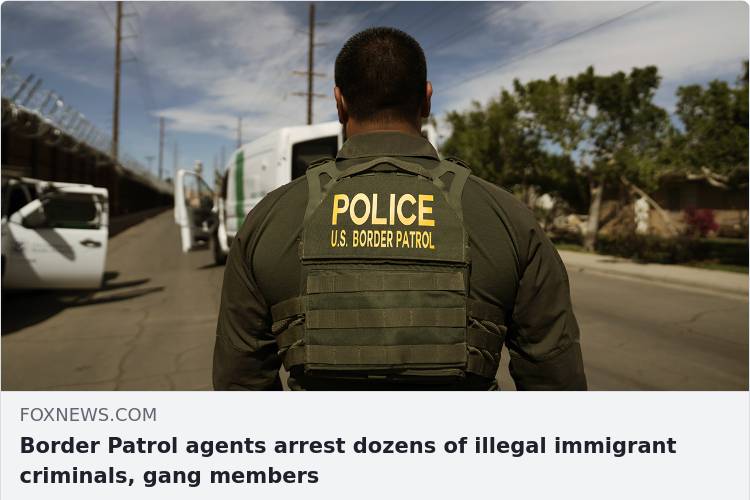 POLICE
U.S. BORDER PATROL
FOXNEWS.COM
Border Patrol agents arrest dozens of illegal immigrant
criminals, gang members